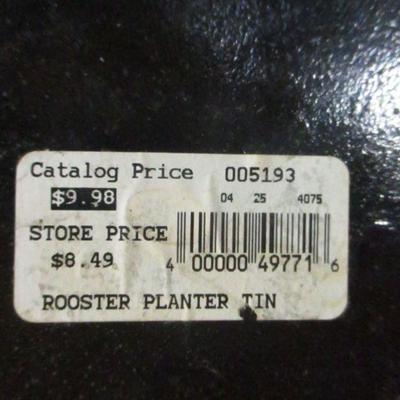 Catalog Price 005193
$9.98 04 25 4075
STORE PRICE
$8.49 4 00000 49771 6
ROOSTER PLANTER TIN